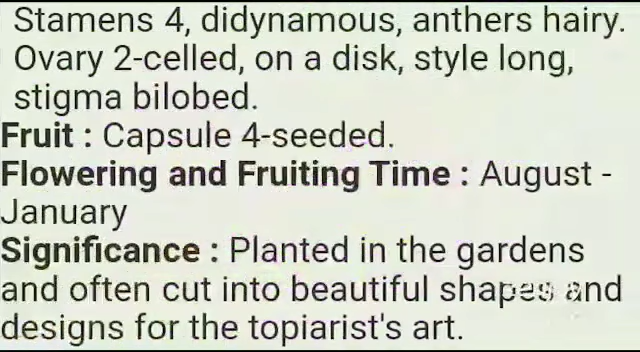 Stamens 4, didynamous, anthers hairy.
Ovary 2-celled, on a disk, style long,
stigma bilobed.
Fruit : Capsule 4-seeded.
Flowering and Fruiting Time : August -
January
Significance : Planted in the gardens
and often cut into beautiful shapes and
designs for the topiarist's art.